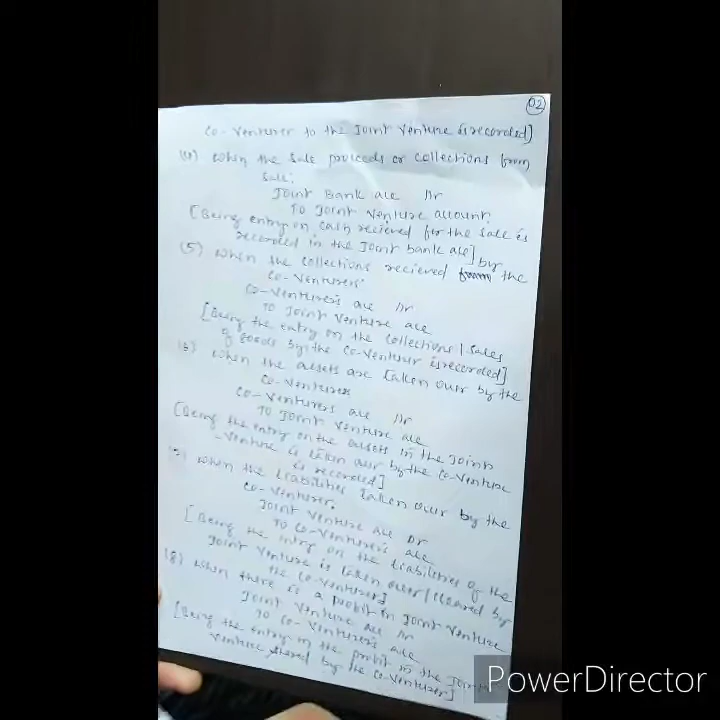 02
Co-Venturer to the Joint Venture is recorded]
(4) When the sale proceeds or collections from
sale:
Joint Bank a/c Dr
To Joint Venture account.
[Being entry on cash recieved for the sale is
recorded in the Joint bank a/c]
(5) When the collections recieved by the
Co-Venturers:
Co-Venturer's a/c Dr
To Joint Venture a/c
[Being the entry on the collections / sales
of goods by the Co-Venturer is recorded]
(6) When the assets are taken over by the
Co-Venturers
Co-Venturers a/c Dr
To Joint Venture a/c
[Being the entry on the assets in the Joint
-Venture is taken over by the Co-Venture
is recorded]
(7) When the liabilities taken over by the
Co-Venturer.
Joint Venture a/c Dr
To Co-Venturer's a/c
[Being the entry on the liabilities of the
Joint Venture is taken over/cleared by
the Co-Venturers]
(8) When there is a profit in Joint Venture
Joint Venture a/c Dr
To Co-Venturer's a/c
[Being the entry in the profit in the Joint
Venture shared by the Co-Venturer]
PowerDirector